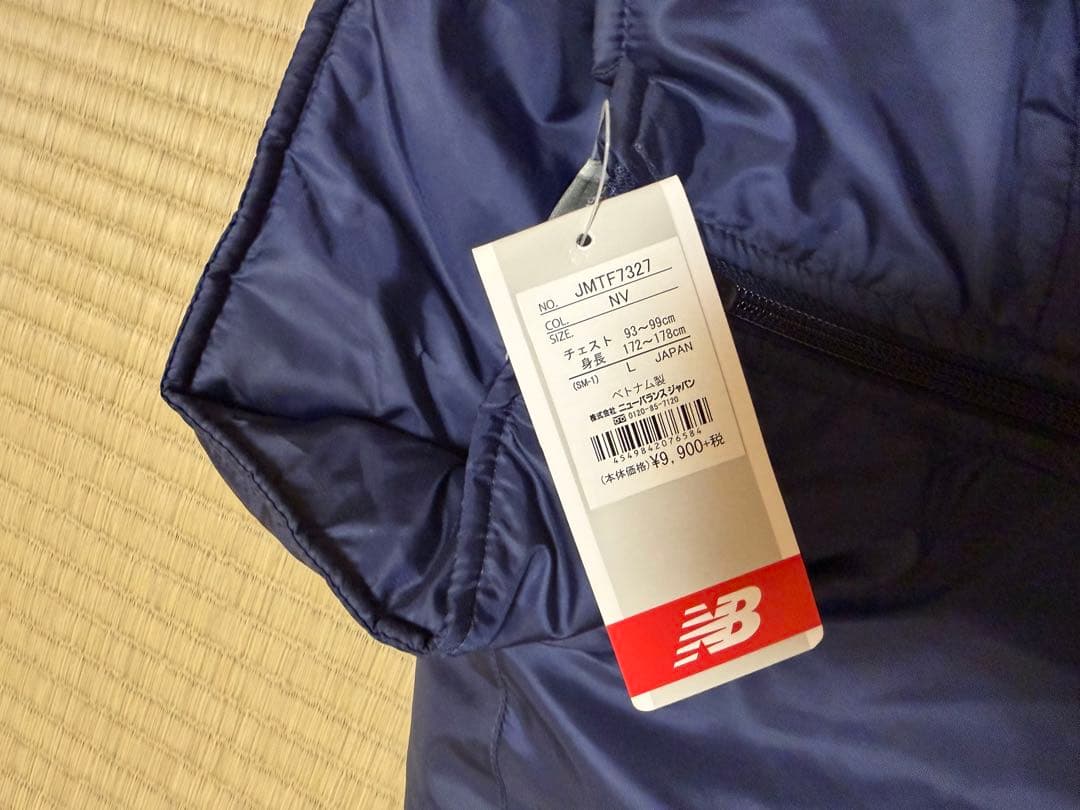 NO. JMTF7327
COL. NV
SIZE.
チェスト 93～99cm
身長 172～178cm
(SM-1) L JAPAN
ベトナム製
株式会社 ニューバランスジャパン
0120-85-7120
4549842076584
(本体価格) ¥9,900+税
NB